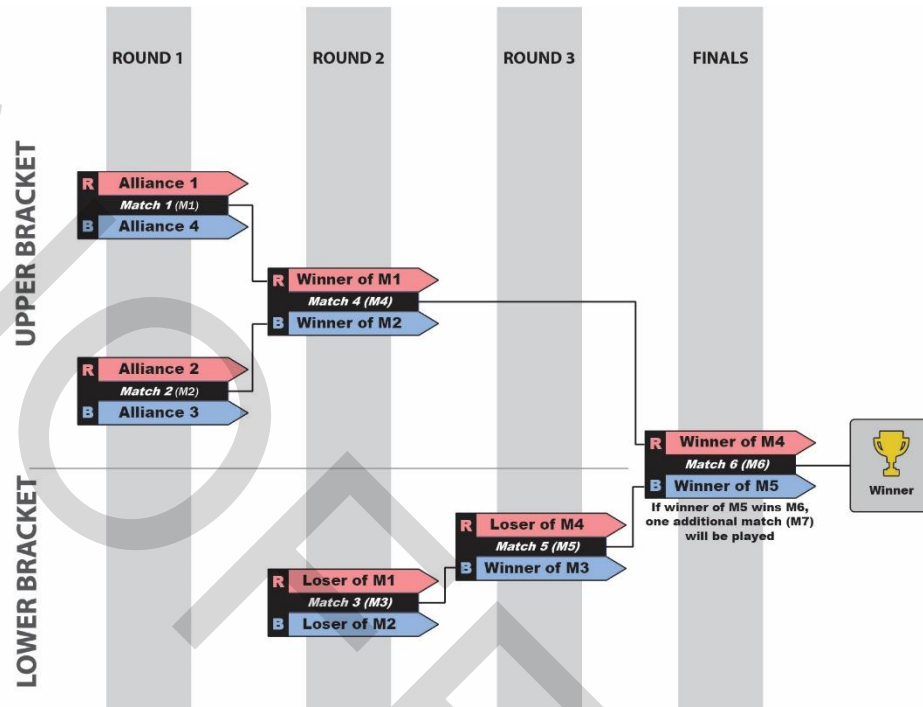 ROUND 1
ROUND 2
ROUND 3
FINALS
UPPER BRACKET
R Alliance 1
Match 1 (M1)
B Alliance 4
R Winner of M1
Match 4 (M4)
B Winner of M2
R Alliance 2
Match 2 (M2)
B Alliance 3
R Winner of M4
Match 6 (M6)
B Winner of M5
If winner of M5 wins M6,
one additional match (M7)
will be played
Winner
LOWER BRACKET
R Loser of M4
Match 5 (M5)
B Winner of M3
R Loser of M1
Match 3 (M3)
B Loser of M2